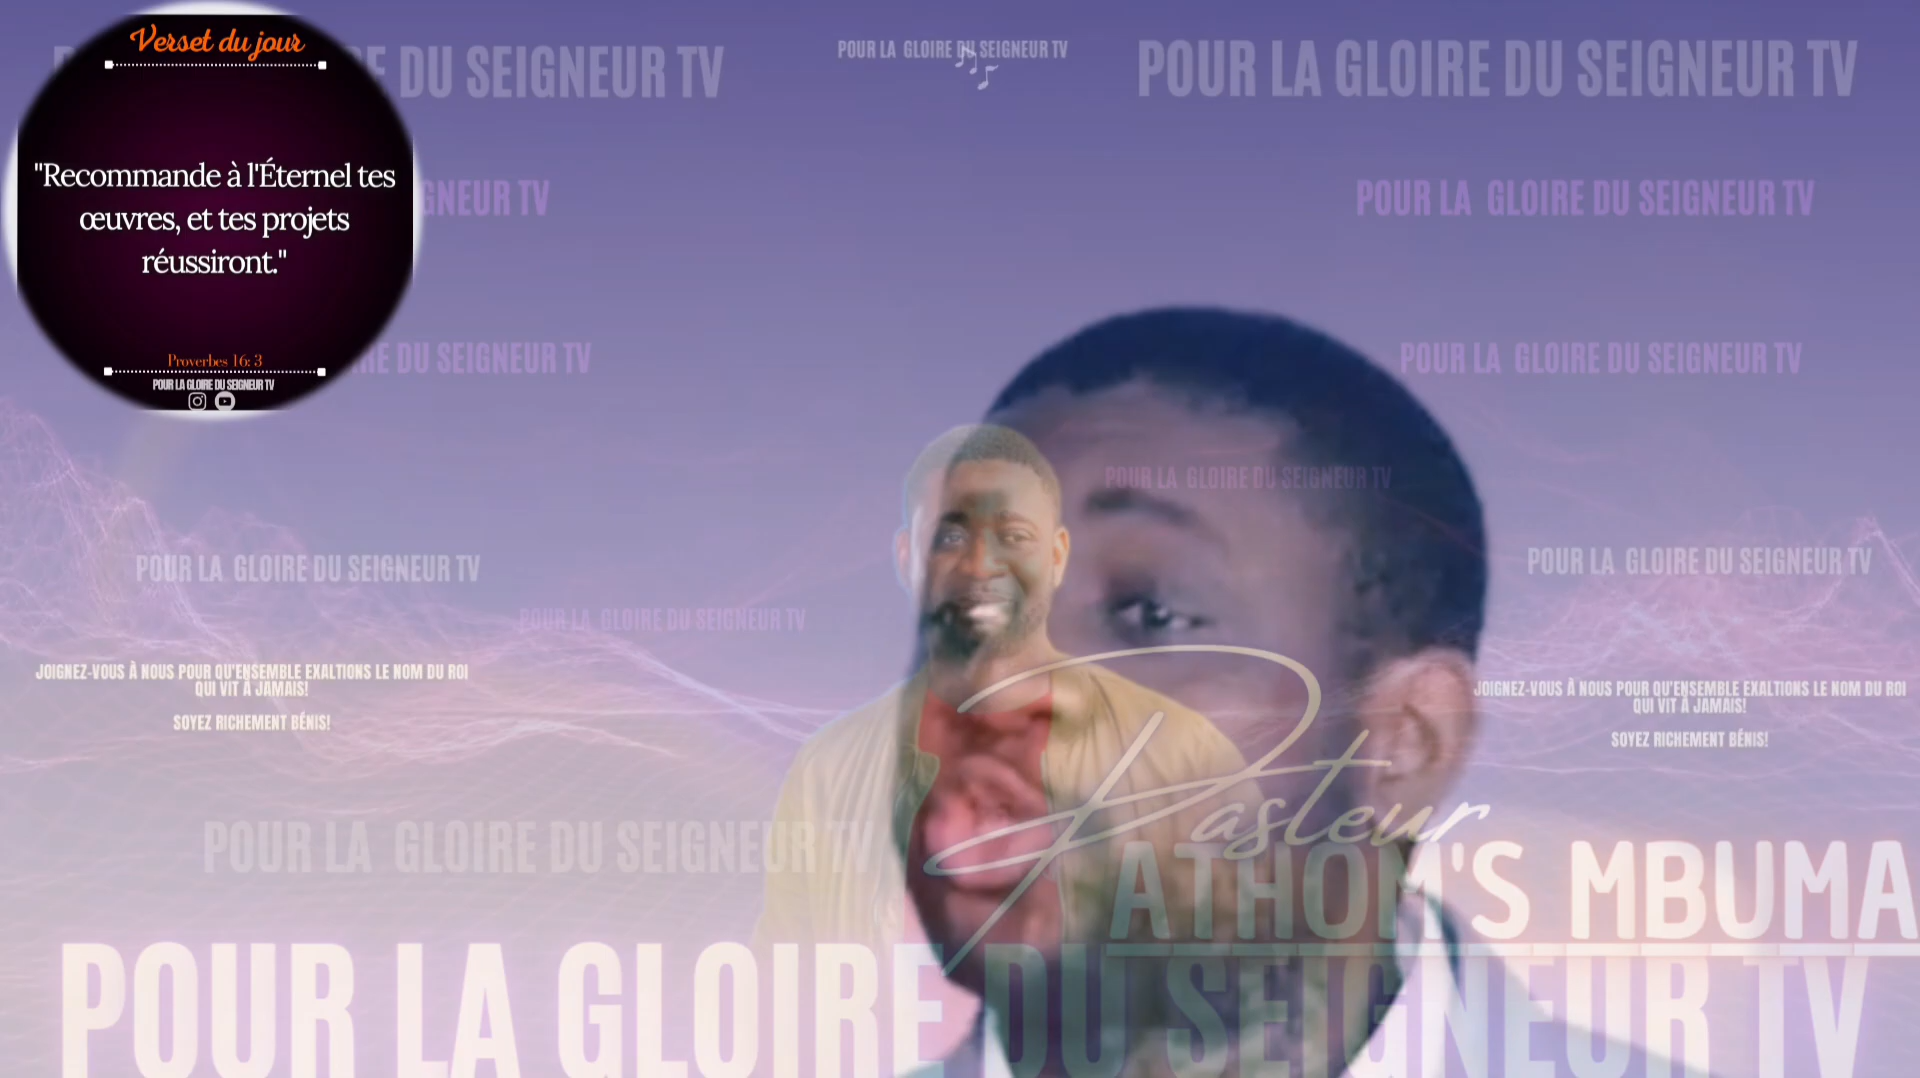 Verset du jour
"Recommande à l'Éternel tes
œuvres, et tes projets
réussiront."
Proverbes 16: 3
POUR LA GLOIRE DU SEIGNEUR TV
DU SEIGNEUR TV
POUR LA GLOIRE DU SEIGNEUR TV
POUR LA GLOIRE DU SEIGNEUR TV
GNEUR TV
POUR LA GLOIRE DU SEIGNEUR TV
RE DU SEIGNEUR TV
POUR LA GLOIRE DU SEIGNEUR TV
POUR LA GLOIRE DU SEIGNEUR TV
POUR LA GLOIRE DU SEIGNEUR TV
POUR LA GLOIRE DU SEIGNEUR TV
POUR LA GLOIRE DU SEIGNEUR TV
JOIGNEZ-VOUS À NOUS POUR QU'ENSEMBLE EXALTIONS LE NOM DU ROI
QUI VIT À JAMAIS!
SOYEZ RICHEMENT BÉNIS!
JOIGNEZ-VOUS À NOUS POUR QU'ENSEMBLE EXALTIONS LE NOM DU ROI
QUI VIT À JAMAIS!
SOYEZ RICHEMENT BÉNIS!
POUR LA GLOIRE DU SEIGNEUR TV
Pasteur
ATHOM'S MBUMA
POUR LA GLOIRE DU SEIGNEUR TV